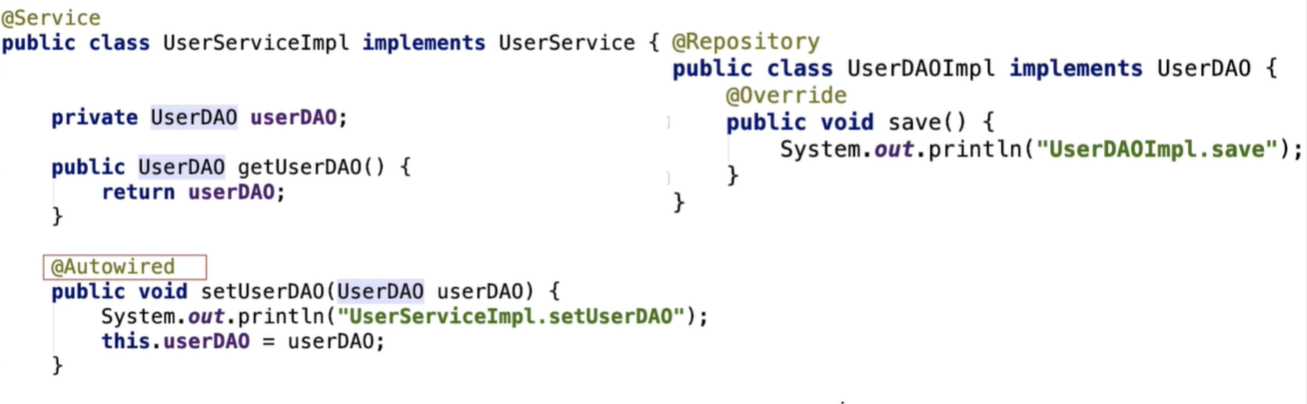 @Service
public class UserServiceImpl implements UserService {
private UserDAO userDAO;
public UserDAO getUserDAO() {
return userDAO;
}
@Autowired
public void setUserDAO(UserDAO userDAO) {
System.out.println("UserServiceImpl.setUserDAO");
this.userDAO = userDAO;
}
@Repository
public class UserDAOImpl implements UserDAO {
@Override
public void save() {
System.out.println("UserDAOImpl.save");
}
}